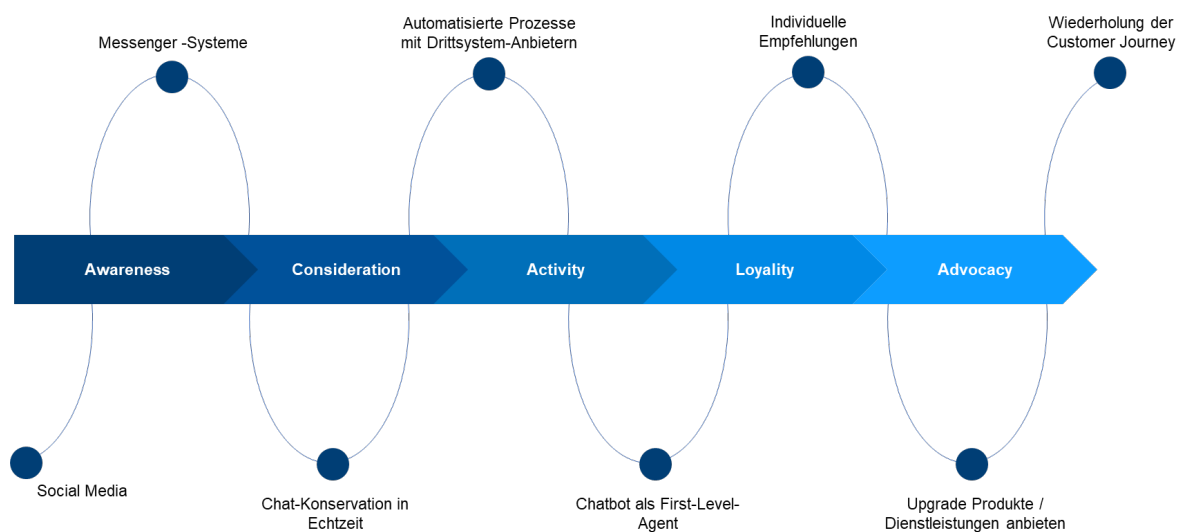 Messenger -Systeme
Automatisierte Prozesse
mit Drittsystem-Anbietern
Individuelle
Empfehlungen
Wiederholung der
Customer Journey
Awareness
Consideration
Activity
Loyality
Advocacy
Social Media
Chat-Konservation in
Echtzeit
Chatbot als First-Level-
Agent
Upgrade Produkte /
Dienstleistungen anbieten